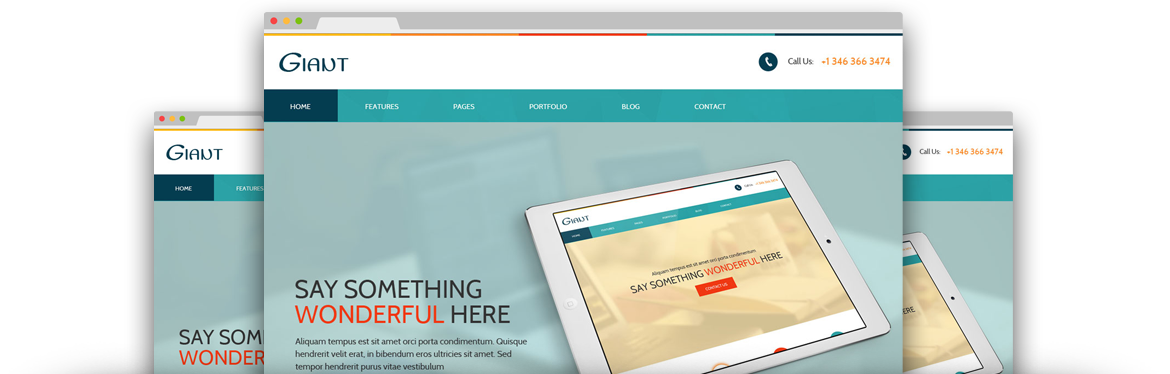 GIANT
Call Us: +1 346 366 3474
HOME FEATURES PAGES PORTFOLIO BLOG CONTACT
SAY SOMETHING
WONDERFUL HERE
Aliquam tempus est sit amet orci porta condimentum. Quisque
hendrerit velit erat, in bibendum eros ultricies sit amet. Sed
tempor hendrerit purus vitae vestibulum
GIANT
Aliquam tempus est sit amet orci porta condimentum
SAY SOMETHING WONDERFUL HERE
CONTACT US
GIANT
HOME FEATURES
SAY SOM
WONDER
Call Us: +1 346 366 3474
HERE